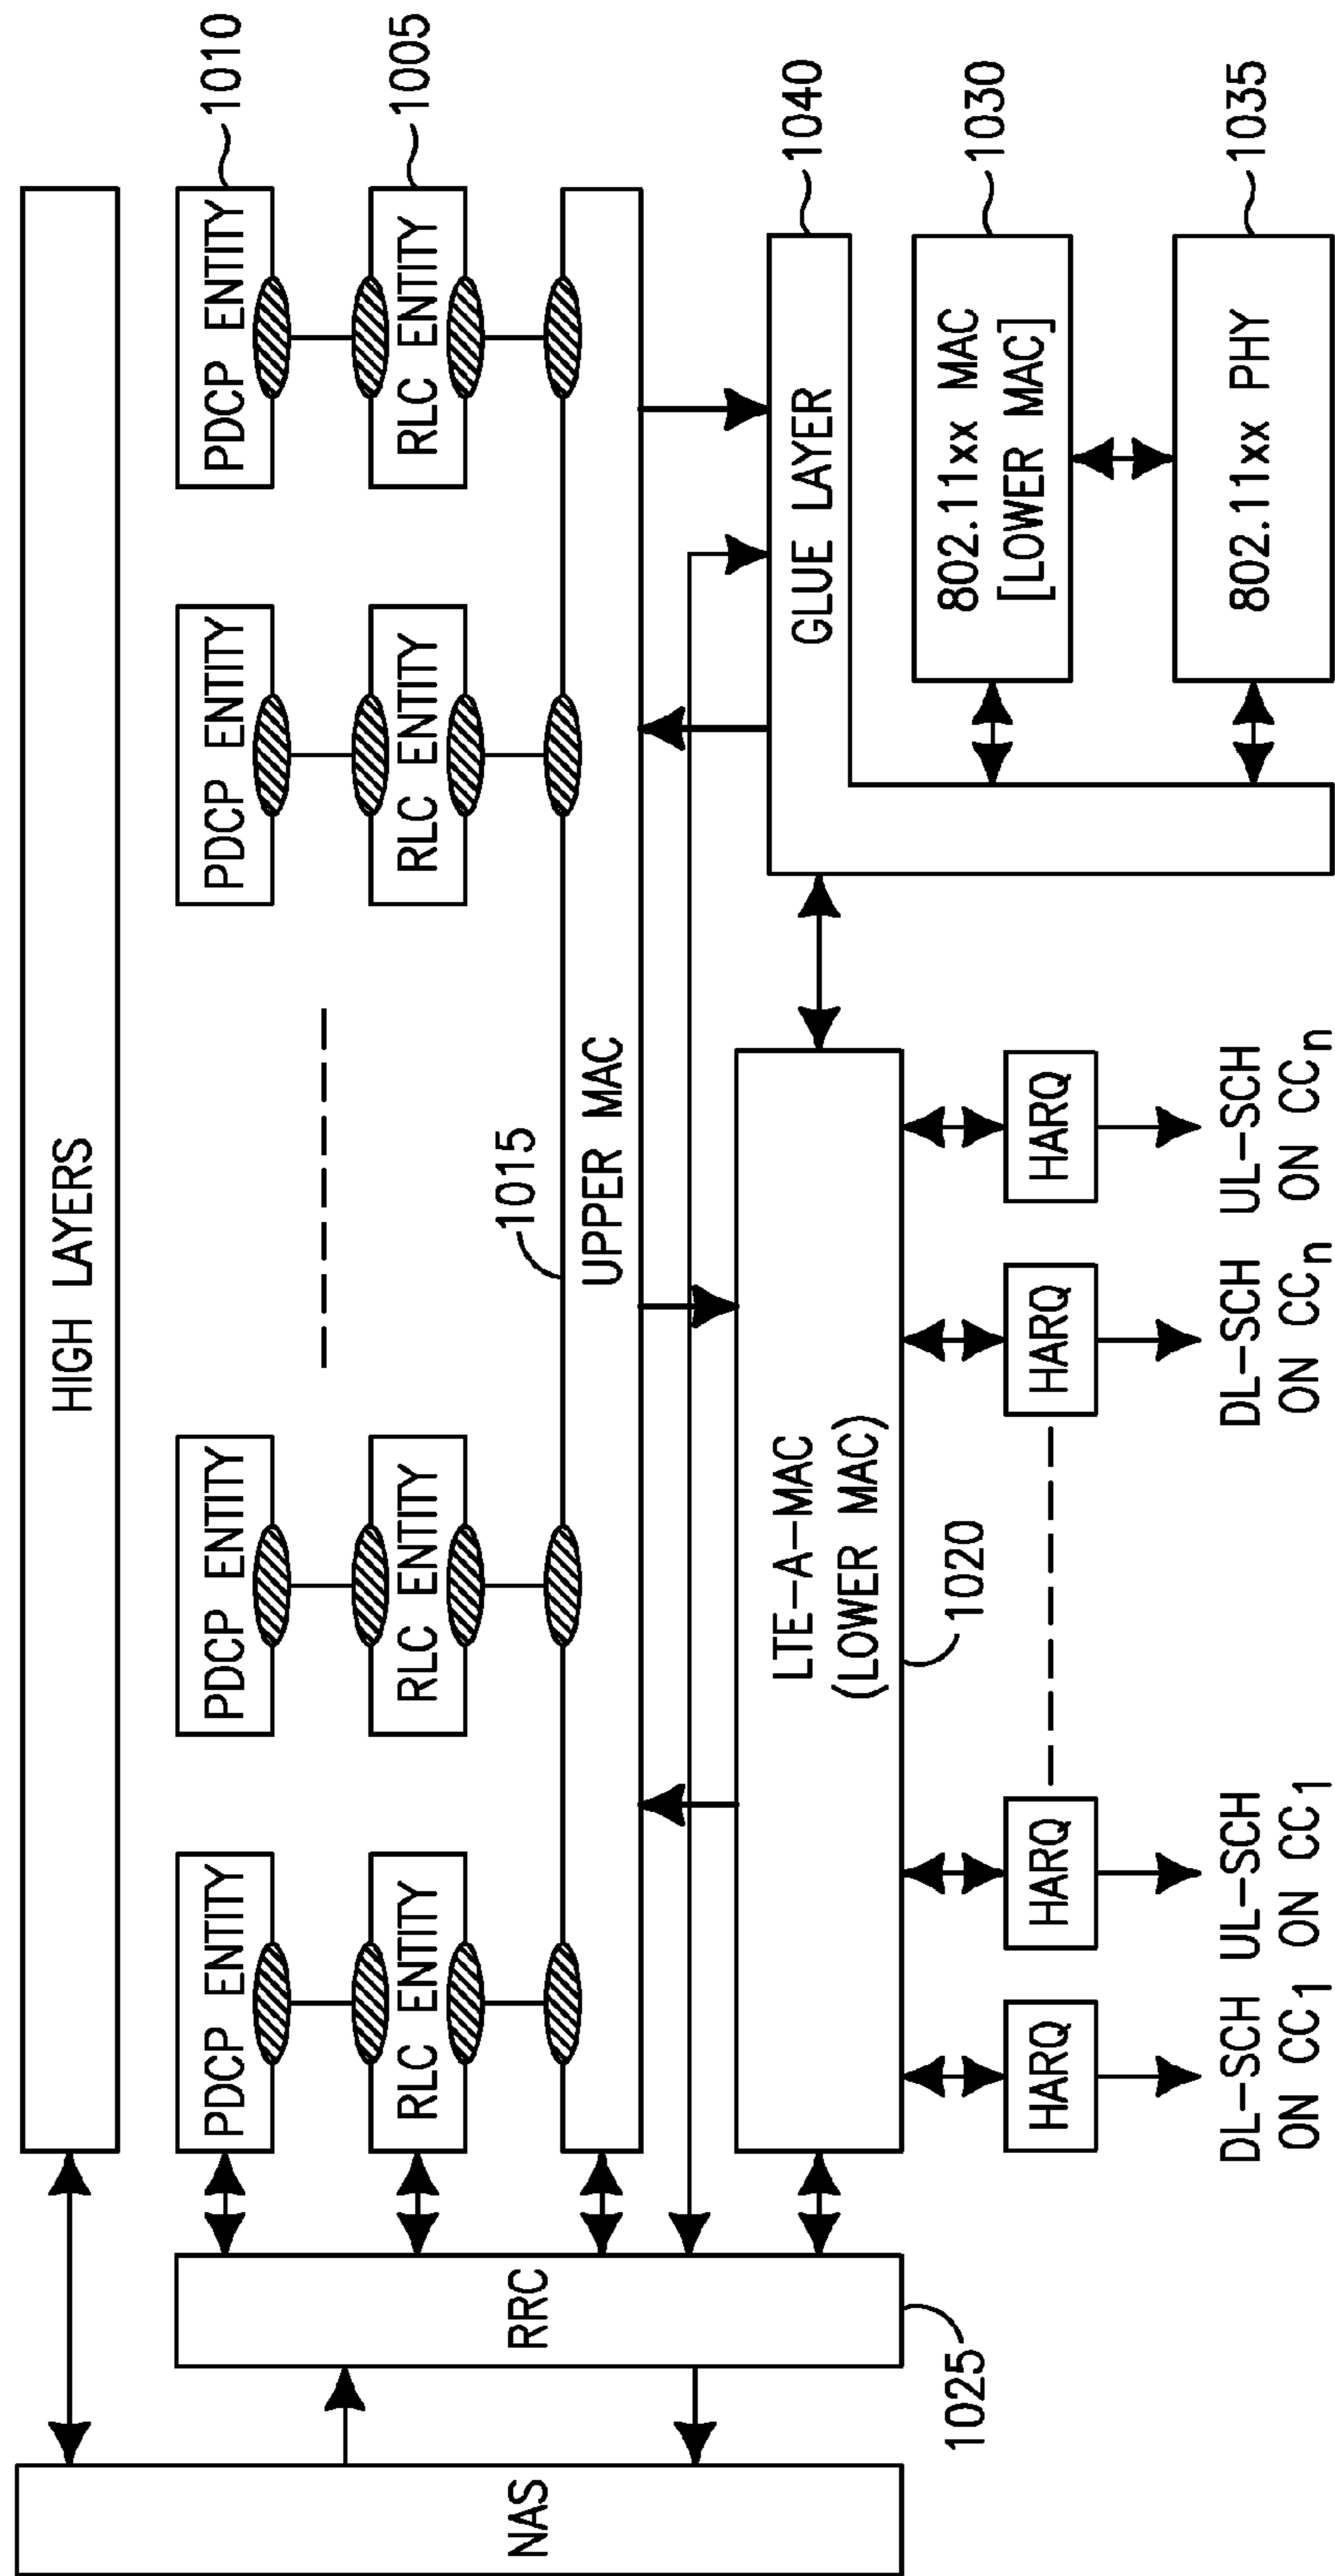 HIGH LAYERS
PDCP ENTITY
PDCP ENTITY
PDCP ENTITY
PDCP ENTITY
1010
RLC ENTITY
RLC ENTITY
RLC ENTITY
RLC ENTITY
1005
NAS
RRC
1025
1015
UPPER MAC
LTE-A-MAC
(LOWER MAC)
1020
GLUE LAYER
1040
802.11xx MAC
[LOWER MAC]
1030
802.11xx PHY
1035
HARQ
HARQ
HARQ
HARQ
DL-SCH
ON CC1
UL-SCH
ON CC1
DL-SCH
ON CCn
UL-SCH
ON CCn